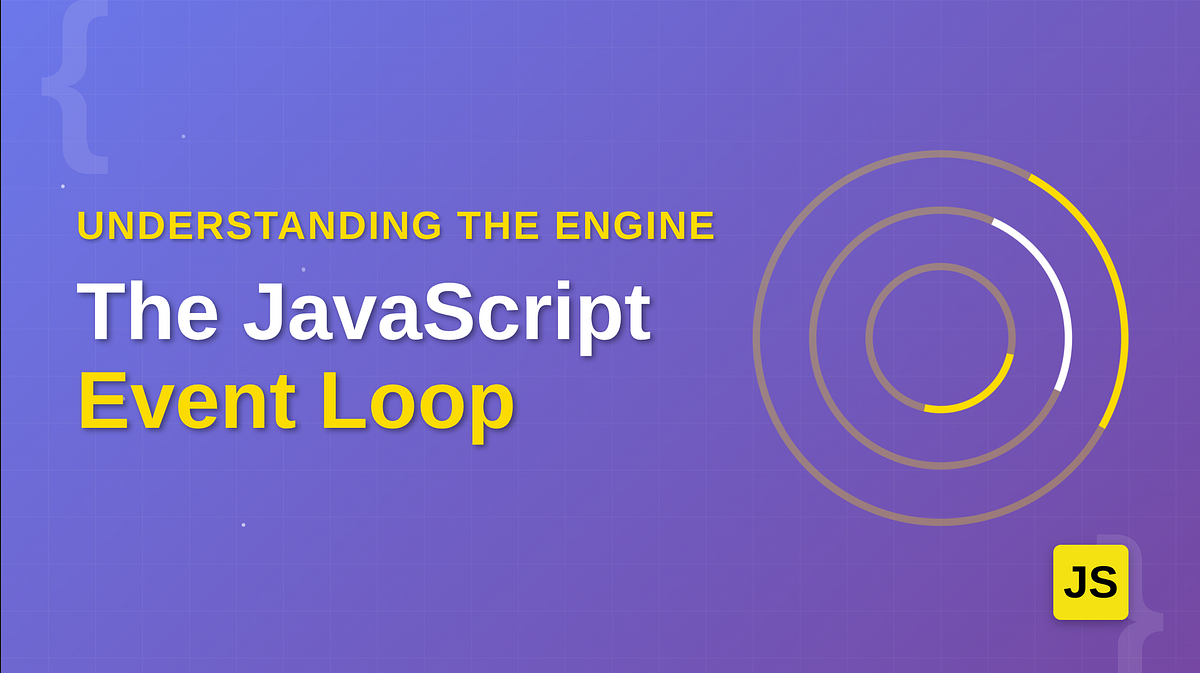 {
UNDERSTANDING THE ENGINE
The JavaScript
Event Loop
JS
}